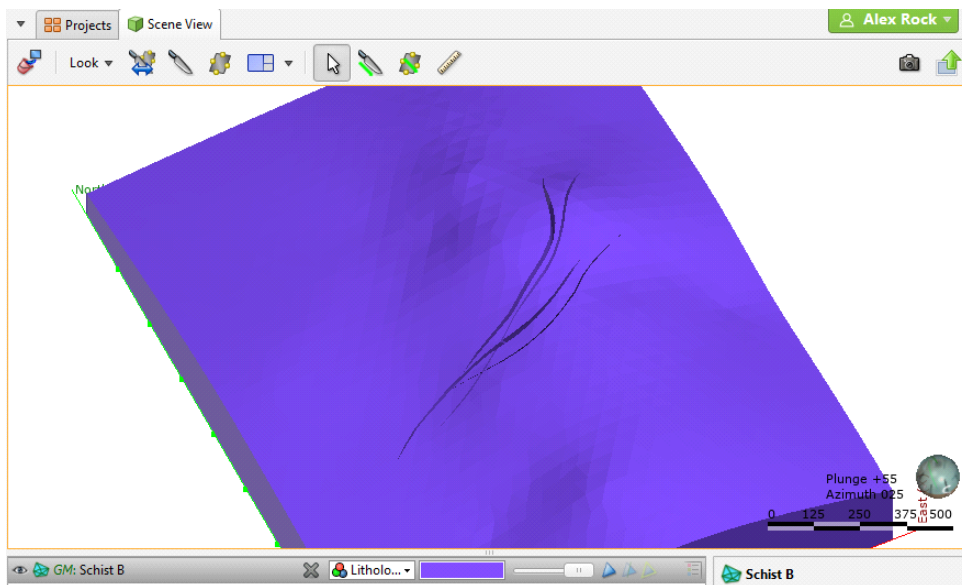 Projects
Scene View
Alex Rock
Look
Plunge +55
Azimuth 025
0 125 250 375 500
East
GM: Schist B
Litholo...
Schist B